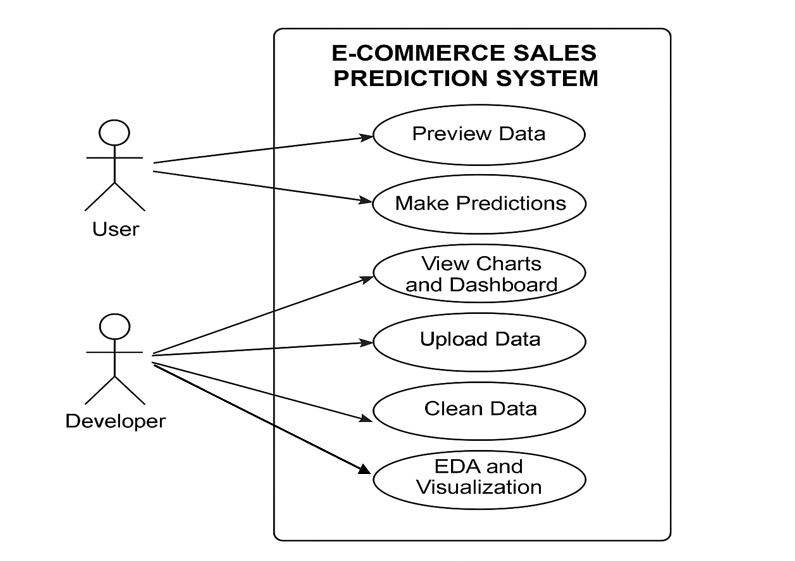 E-COMMERCE SALES
PREDICTION SYSTEM
Preview Data
Make Predictions
User
View Charts
and Dashboard
Upload Data
Developer
Clean Data
EDA and
Visualization